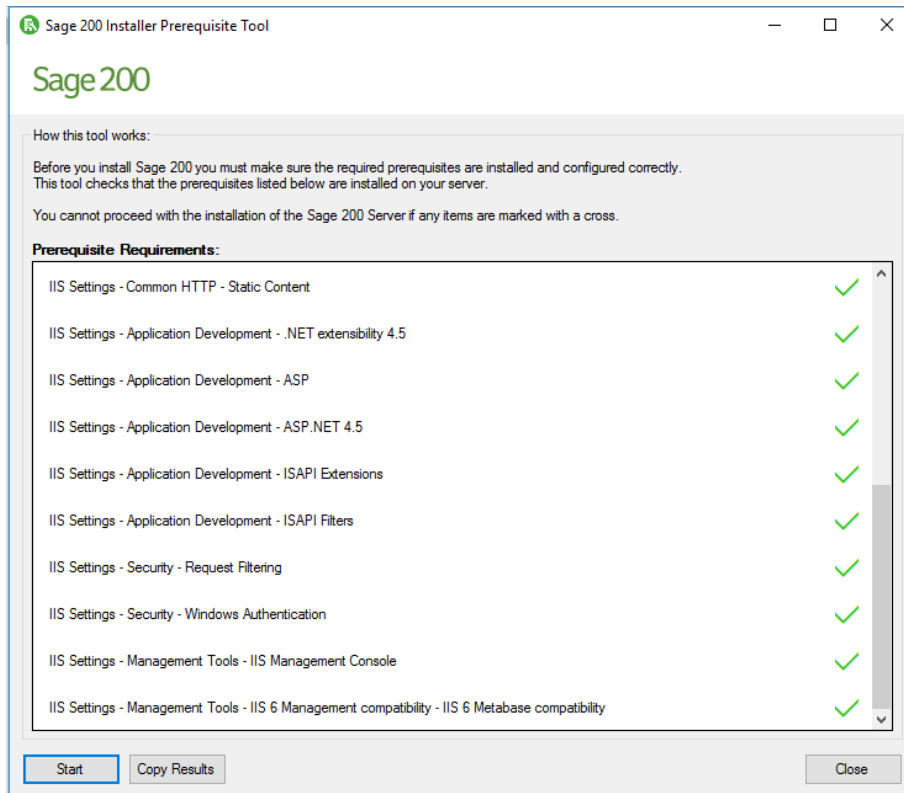 Sage 200 Installer Prerequisite Tool
Sage 200
How this tool works:
Before you install Sage 200 you must make sure the required prerequisites are installed and configured correctly.
This tool checks that the prerequisites listed below are installed on your server.
You cannot proceed with the installation of the Sage 200 Server if any items are marked with a cross.
Prerequisite Requirements:
IIS Settings - Common HTTP - Static Content
IIS Settings - Application Development - .NET extensibility 4.5
IIS Settings - Application Development - ASP
IIS Settings - Application Development - ASP.NET 4.5
IIS Settings - Application Development - ISAPI Extensions
IIS Settings - Application Development - ISAPI Filters
IIS Settings - Security - Request Filtering
IIS Settings - Security - Windows Authentication
IIS Settings - Management Tools - IIS Management Console
IIS Settings - Management Tools - IIS 6 Management compatibility - IIS 6 Metabase compatibility
Start Copy Results Close